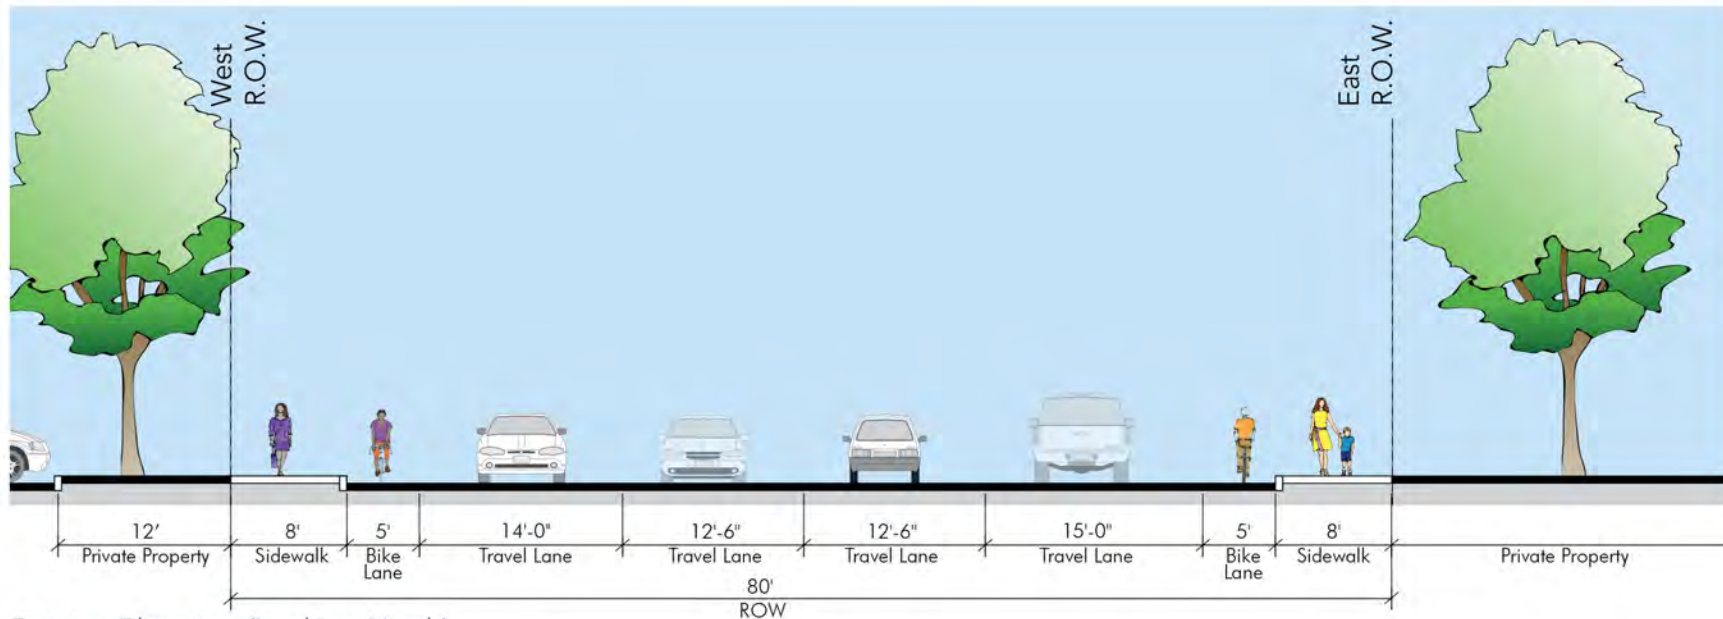 West
R.O.W.
East
R.O.W.
12' 8' 5' 14'-0" 12'-6" 12'-6" 15'-0" 5' 8'
Private Property Sidewalk Bike Lane Travel Lane Travel Lane Travel Lane Travel Lane Bike Lane Sidewalk Private Property
80'
ROW